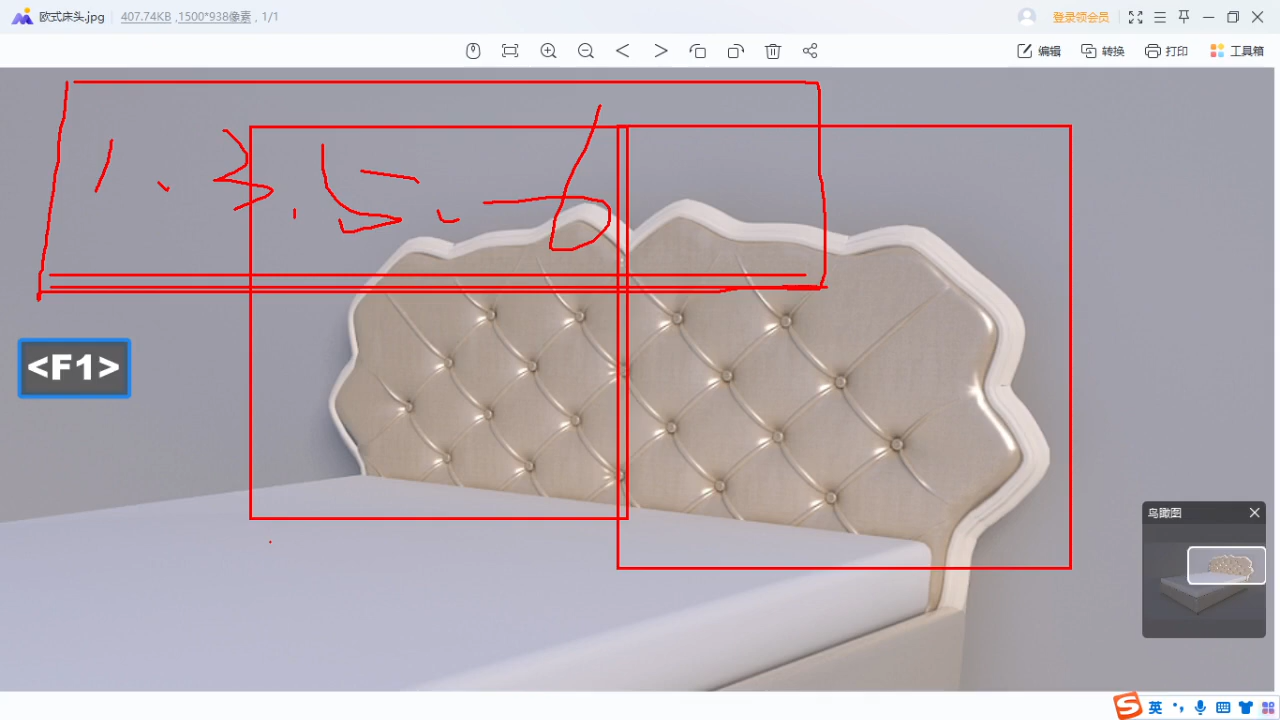 欧式床头.jpg 407.74KB ,1500*938像素 , 1/1 登录领会员
编辑 转换 打印 工具箱
1.3.5.
<F1>
鸟瞰图
S 英